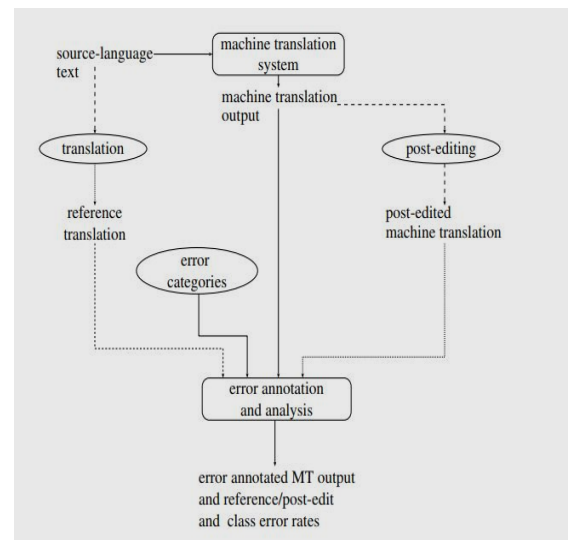 source-language
text
machine translation
system
machine translation
output
translation
post-editing
reference
translation
post-edited
machine translation
error
categories
error annotation
and analysis
error annotated MT output
and reference/post-edit
and class error rates